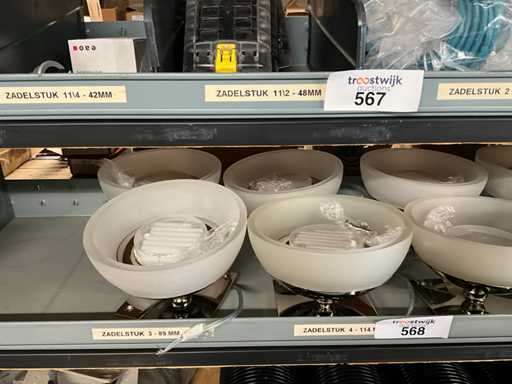 eao
ZADELSTUK 11\4 - 42MM
ZADELSTUK 11\2 - 48MM
troostwijk
auctions
567
ZADELSTUK 2
ZADELSTUK 3 - 89 MM
ZADELSTUK 4 - 114
troostwijk
568